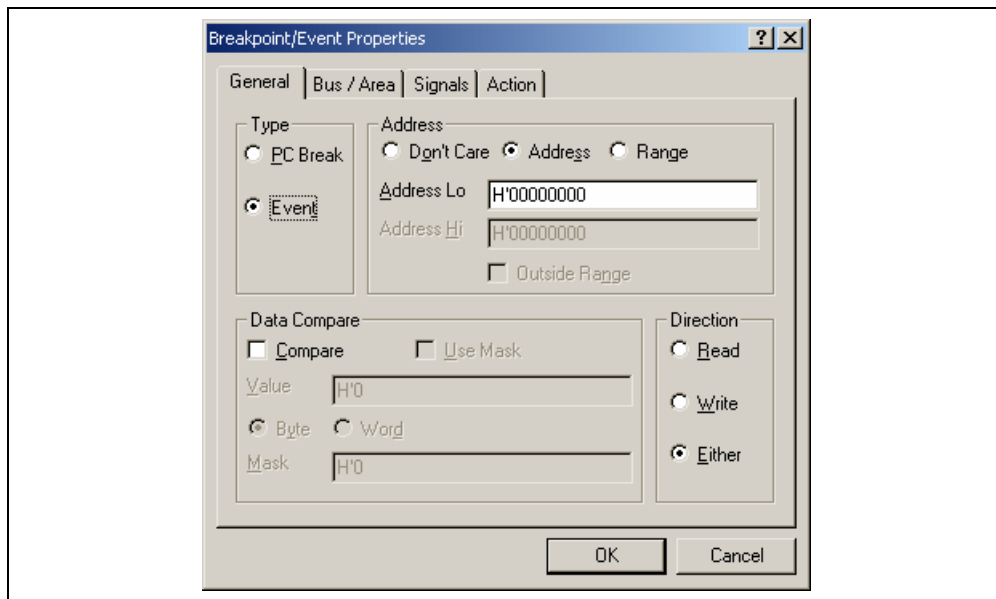 Breakpoint/Event Properties
General Bus / Area Signals Action
Type
PC Break
Event
Address
Don't Care Address Range
Address Lo H'00000000
Address Hi H'00000000
Outside Range
Data Compare
Compare Use Mask
Value H'0
Byte Word
Mask H'0
Direction
Read
Write
Either
OK Cancel